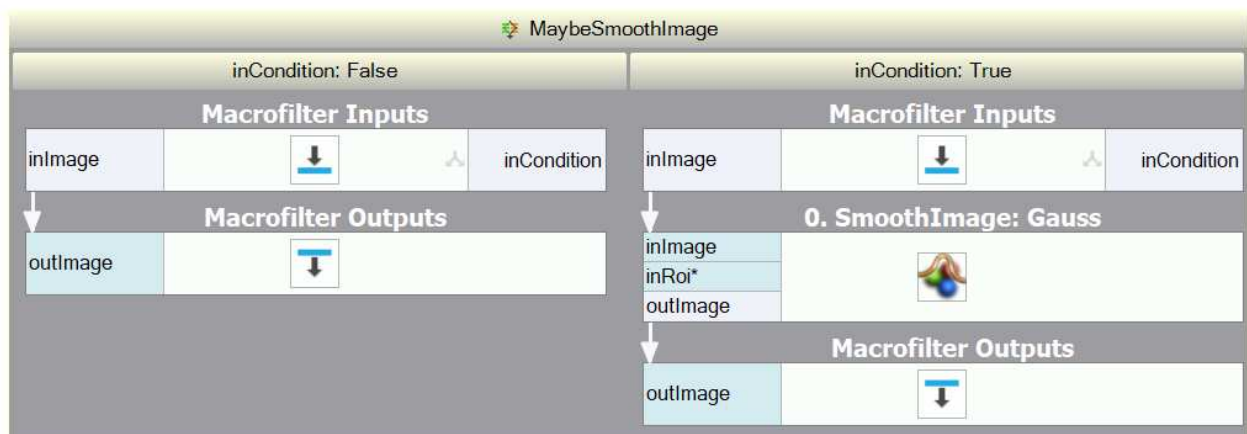 MaybeSmoothImage
inCondition: False
Macrofilter Inputs
inImage
inCondition
Macrofilter Outputs
outImage
inCondition: True
Macrofilter Inputs
inImage
inCondition
0. SmoothImage: Gauss
inImage
inRoi*
outImage
Macrofilter Outputs
outImage